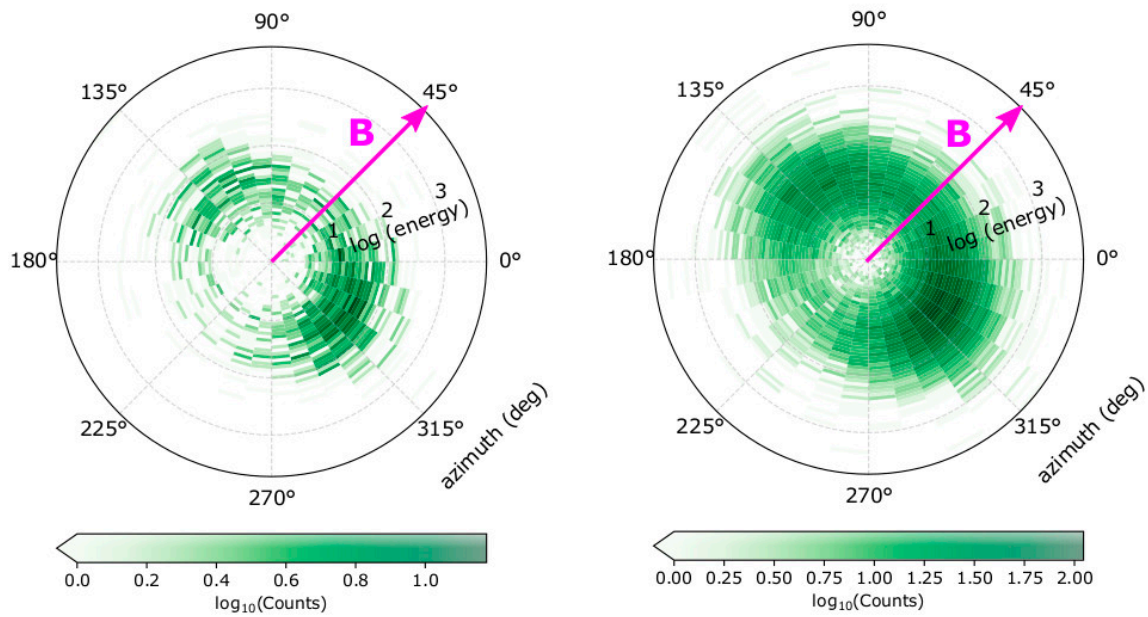 90°
135°
45°
B
3
2
1
log (energy)
180°
0°
225°
315°
azimuth (deg)
270°
0.0 0.2 0.4 0.6 0.8 1.0
log10(Counts)
90°
135°
45°
B
3
2
1
log (energy)
180°
0°
225°
315°
azimuth (deg)
270°
0.00 0.25 0.50 0.75 1.00 1.25 1.50 1.75 2.00
log10(Counts)